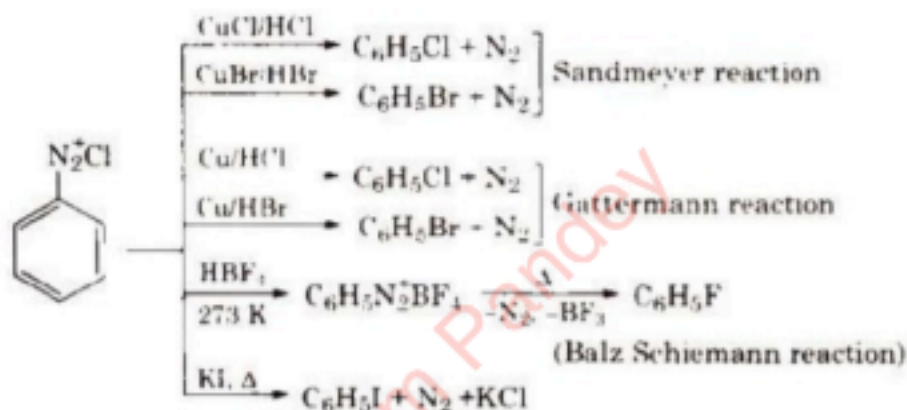 CuCl/HCl
C₆H₅Cl + N₂
CuBr/HBr
C₆H₅Br + N₂
Sandmeyer reaction
N₂⁺Cl
Cu/HCl
C₆H₅Cl + N₂
Cu/HBr
C₆H₅Br - N₂
Gattermann reaction
HBF₄
273 K
C₆H₅N₂⁺BF₄
Δ
-N₂, -BF₃
C₆H₅F
(Balz Schiemann reaction)
KI, Δ
C₆H₅I + N₂ +KCl
Pandey